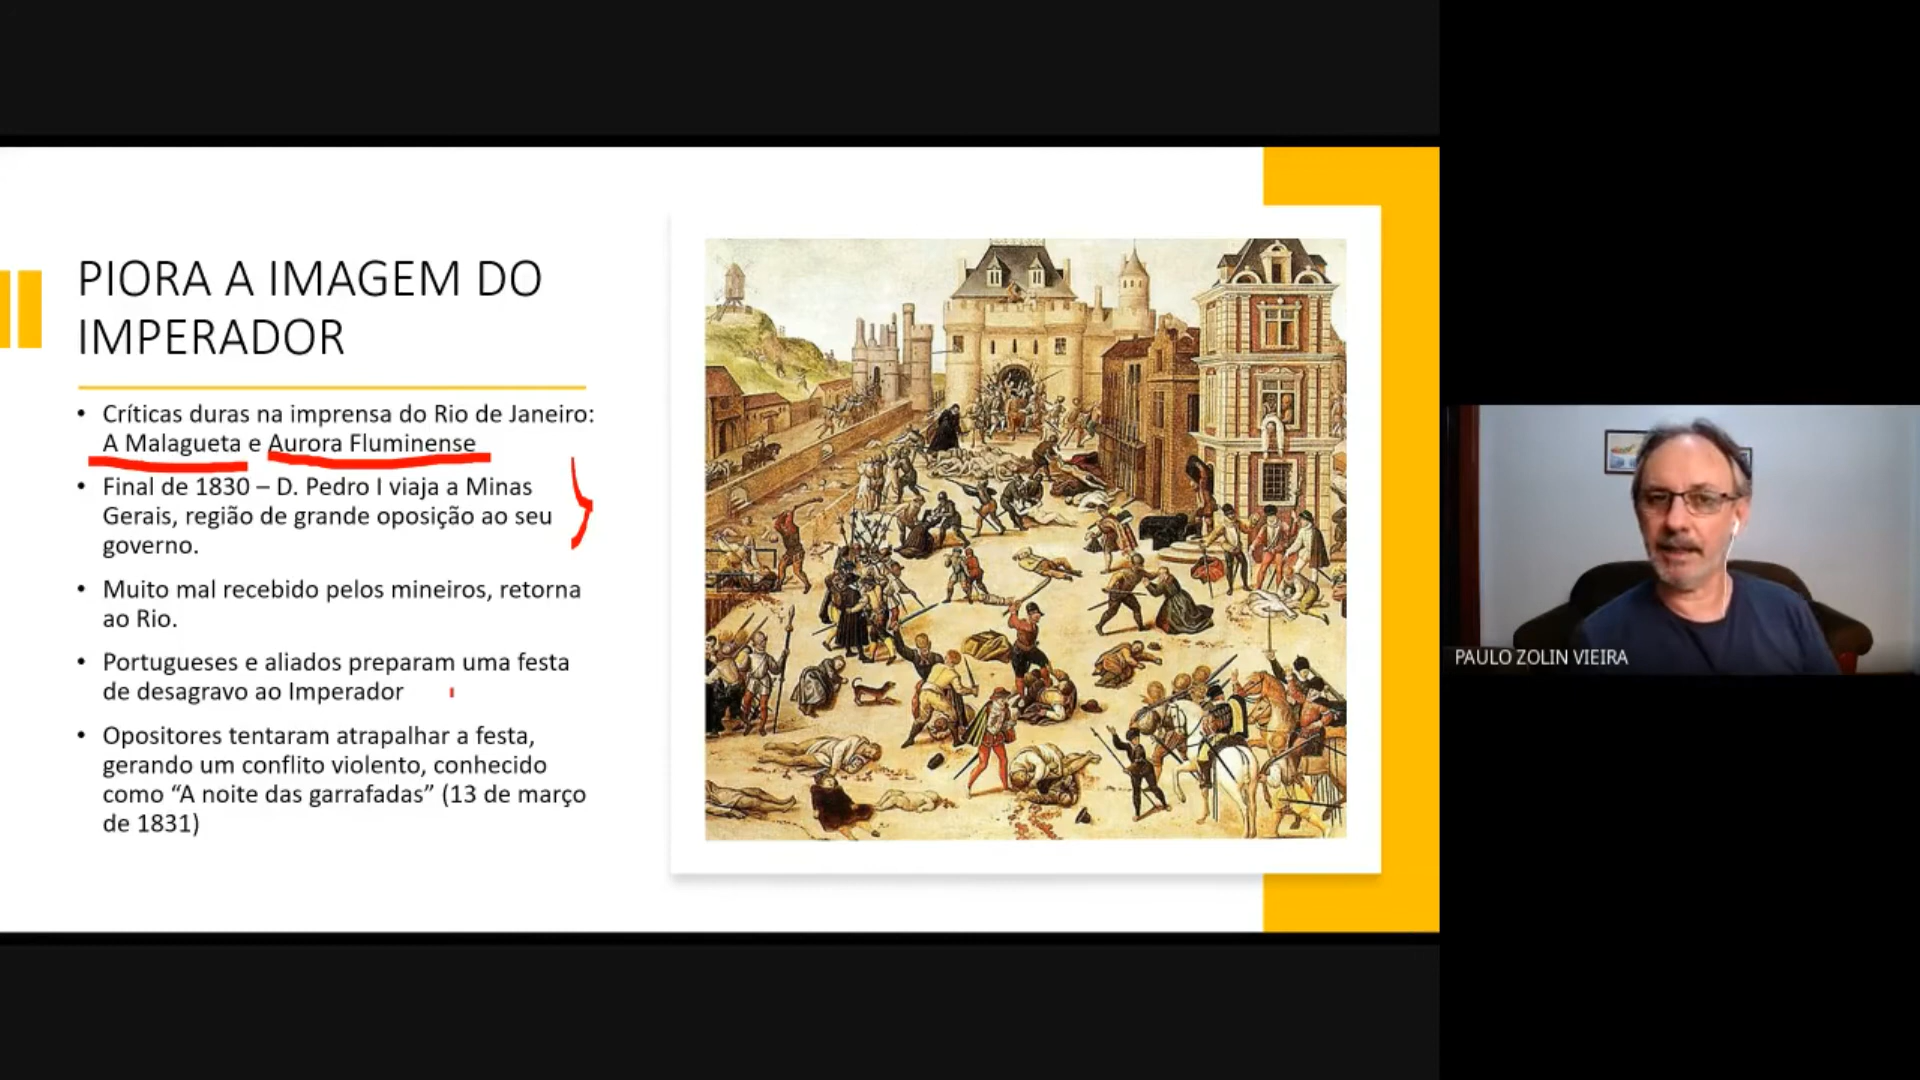 PIORA A IMAGEM DO
IMPERADOR
• Críticas duras na imprensa do Rio de Janeiro:
A Malagueta e Aurora Fluminense
• Final de 1830 – D. Pedro I viaja a Minas
Gerais, região de grande oposição ao seu
governo.
• Muito mal recebido pelos mineiros, retorna
ao Rio.
• Portugueses e aliados preparam uma festa
de desagravo ao Imperador
• Opositores tentaram atrapalhar a festa,
gerando um conflito violento, conhecido
como “A noite das garrafadas” (13 de março
de 1831)
PAULO ZOLIN VIEIRA